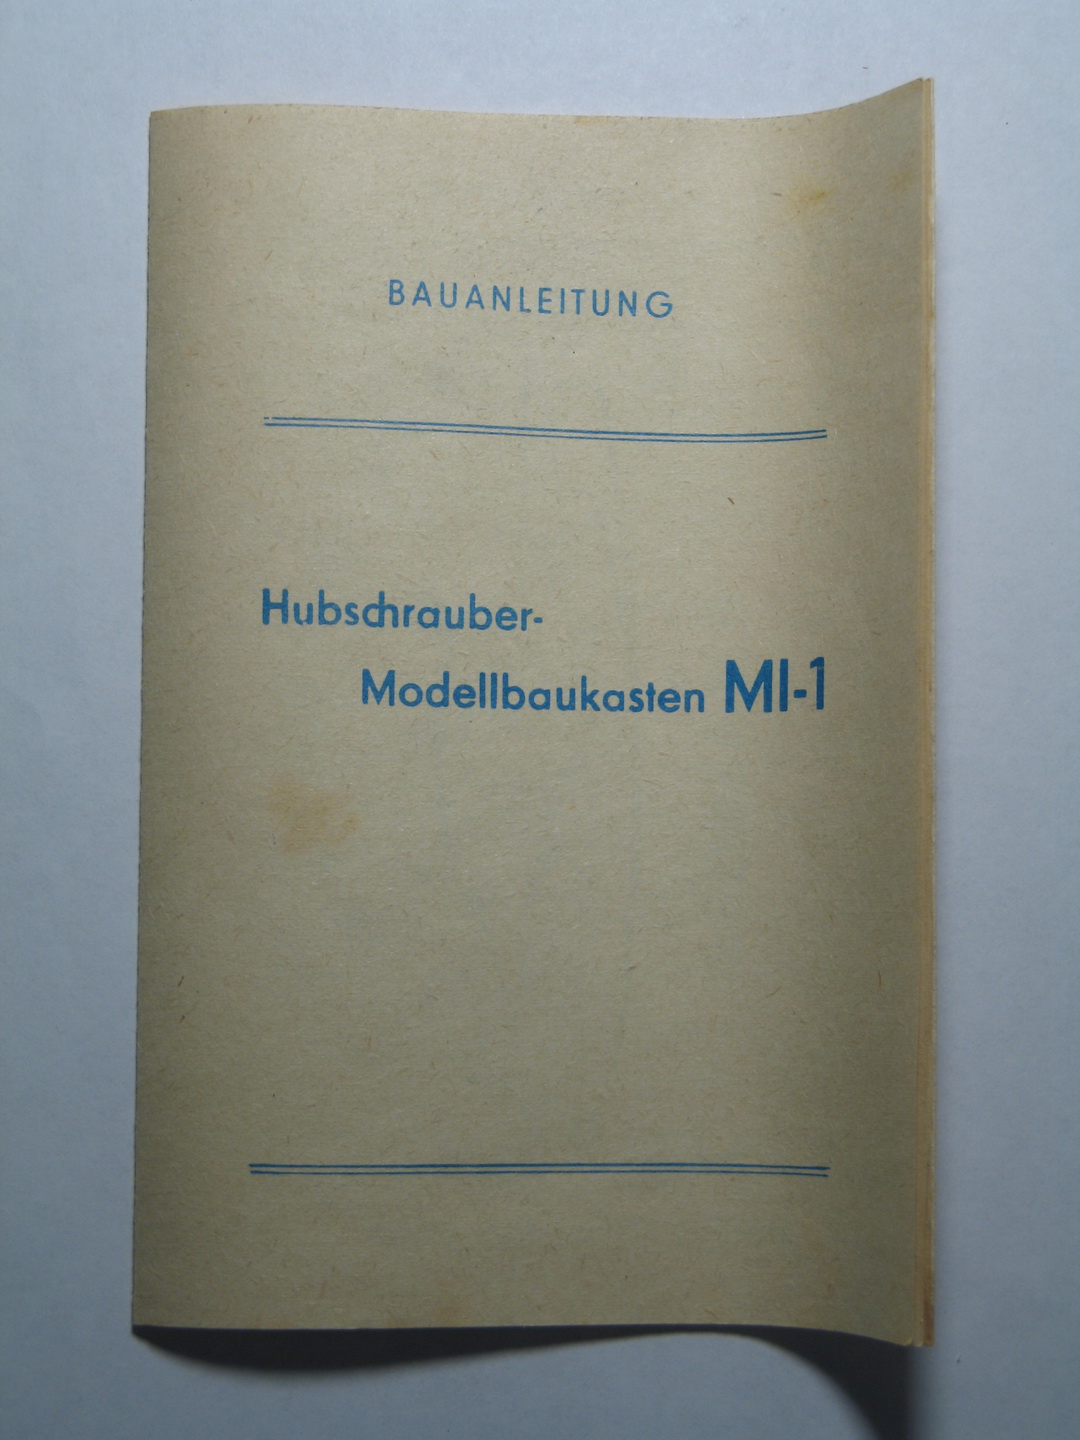 BAUANLEITUNG
Hubschrauber-
Modellbaukasten MI-1